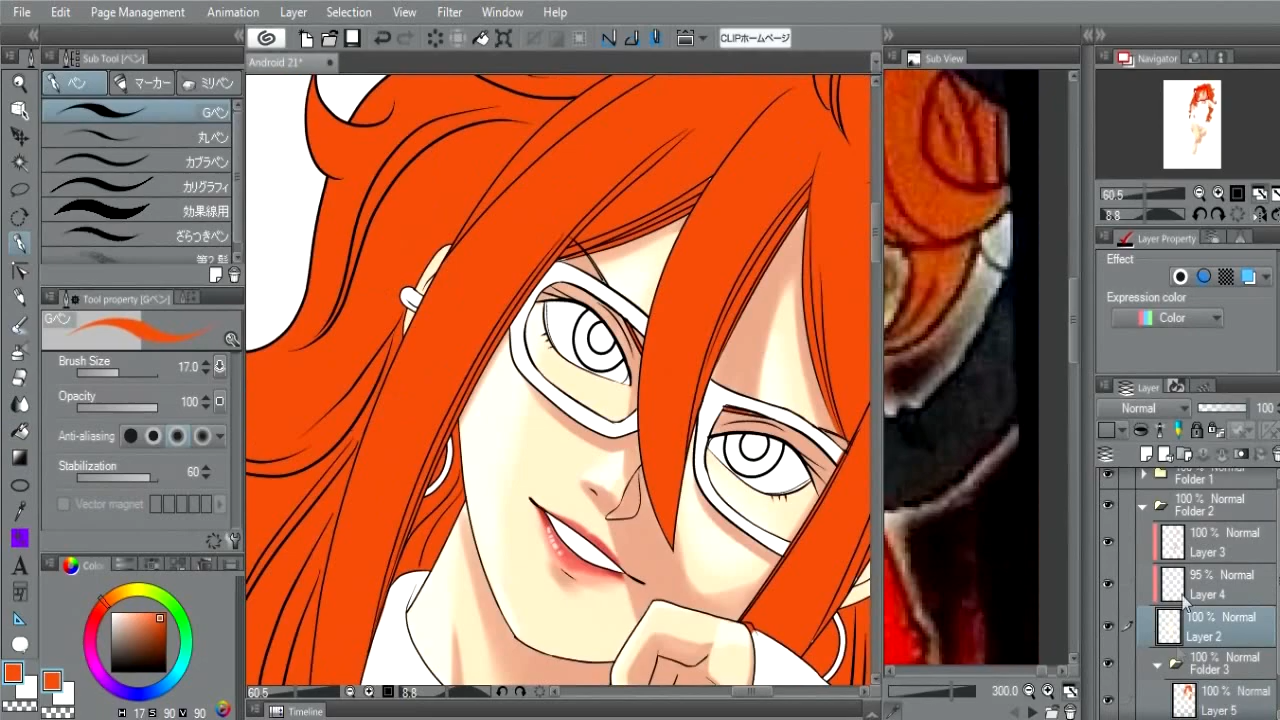 File Edit Page Management Animation Layer Selection View Filter Window Help
CLIPホームページ
Sub Tool [ペン]
Android 21*
Sub View
Navigator
ペン マーカー ミリペン
Gペン
丸ペン
カブラペン
カリグラフィ
効果線用
ざらつきペン
60.5
8.8
Layer Property
Effect
Expression color
Color
Tool property [Gペン]
Gペン
Brush Size 17.0
Opacity 100
Anti-aliasing
Stabilization 60
Vector magnet
Layer
Normal 100
100 % Normal
Folder 1
100 % Normal
Folder 2
100 % Normal
Layer 3
95 % Normal
Layer 4
100 % Normal
Layer 2
100 % Normal
Folder 3
100 % Normal
Layer 5
Color
H 17 S 90 V 90
60.5 8.8
300.0
Timeline